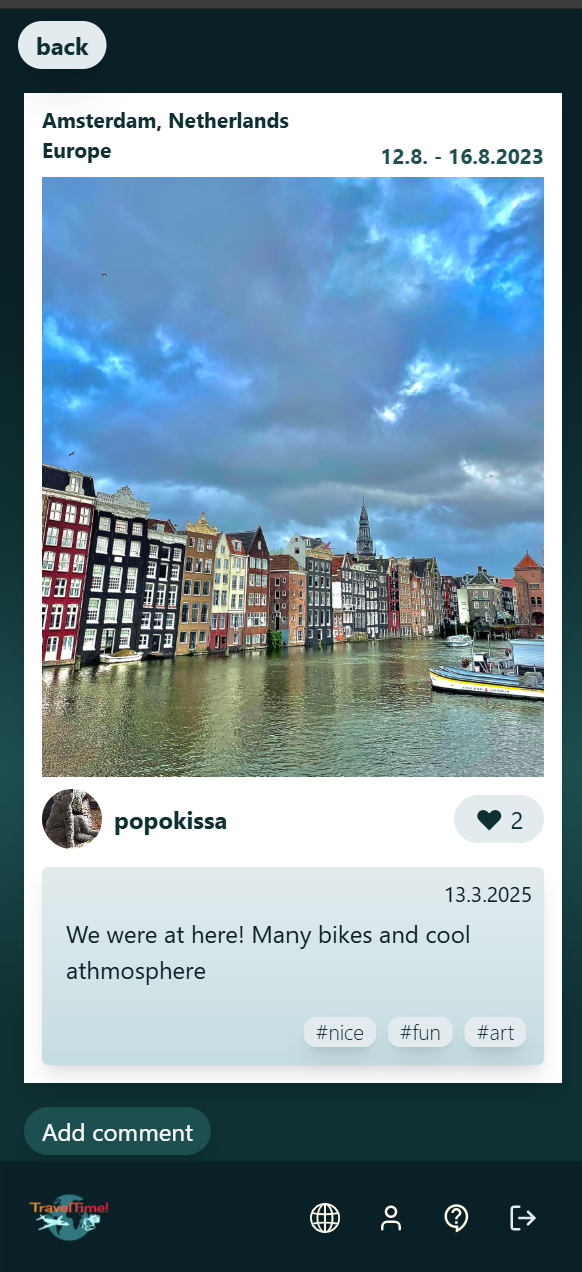 back
Amsterdam, Netherlands
Europe
12.8. - 16.8.2023
popokissa
2
13.3.2025
We were at here! Many bikes and cool
athmosphere
#nice #fun #art
Add comment
TravelTime!